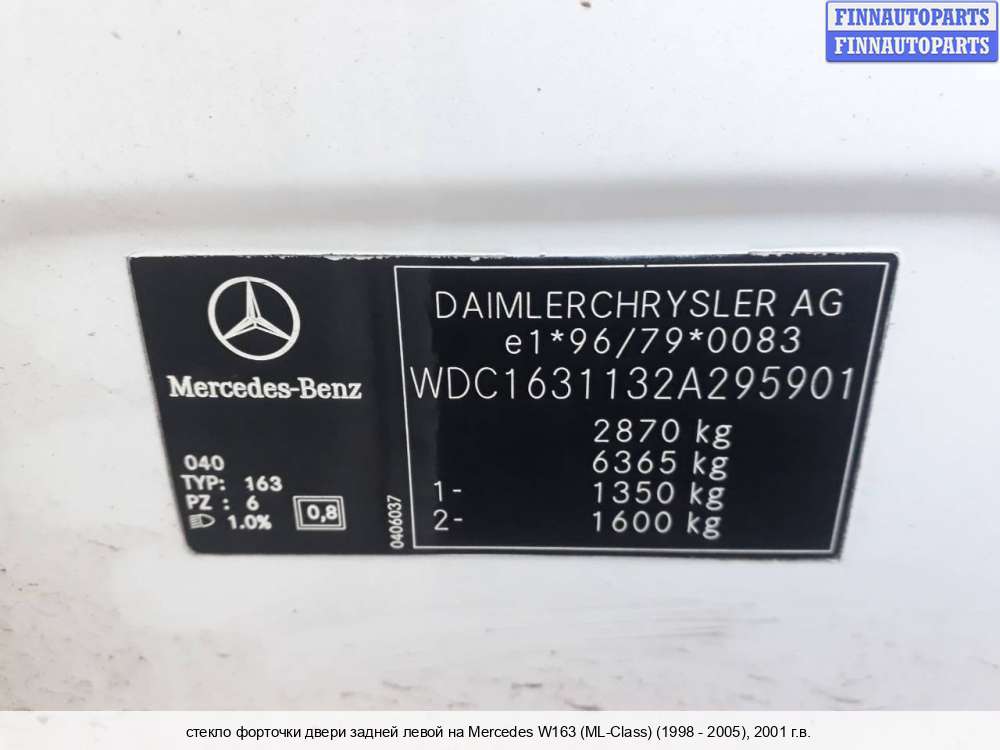 FINNAUTOPARTS
FINNAUTOPARTS
DAIMLERCHRYSLER AG
e1*96/79*0083
WDC1631132A295901
2870 kg
6365 kg
1- 1350 kg
2- 1600 kg
Mercedes-Benz
040
TYP: 163
PZ : 6
1.0%
0,8
0406037
стекло форточки двери задней левой на Mercedes W163 (ML-Class) (1998 - 2005), 2001 г.в.